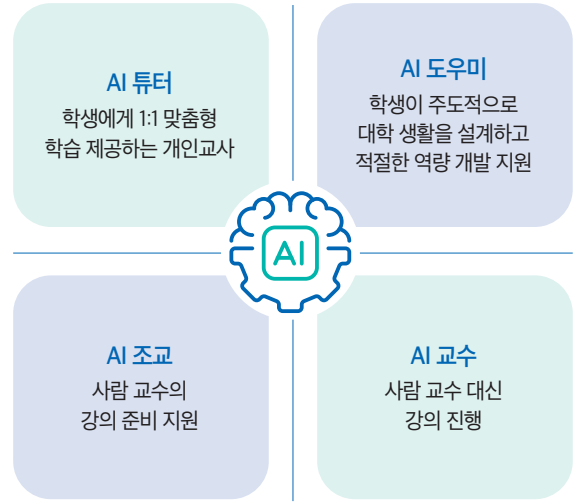 AI 튜터
학생에게 1:1 맞춤형
학습 제공하는 개인교사
AI 도우미
학생이 주도적으로
대학 생활을 설계하고
적절한 역량 개발 지원
AI
AI 조교
사람 교수의
강의 준비 지원
AI 교수
사람 교수 대신
강의 진행